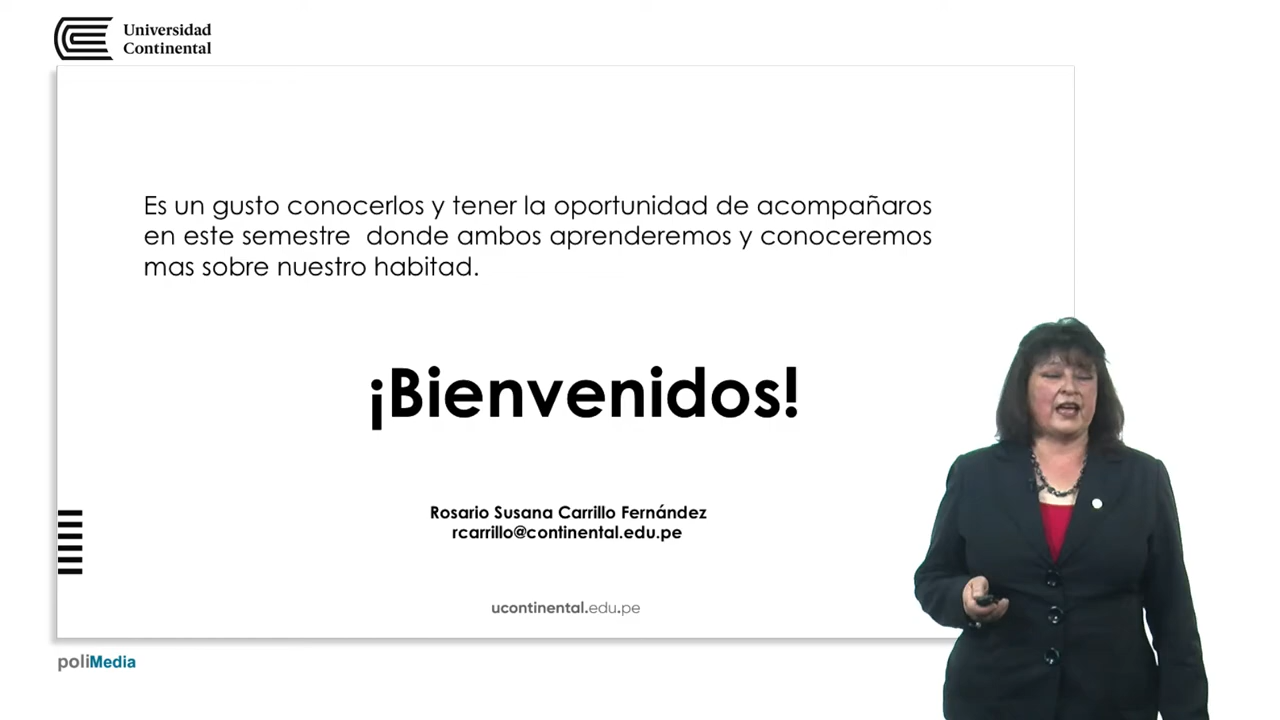 Universidad
Continental
Es un gusto conocerlos y tener la oportunidad de acompañaros
en este semestre donde ambos aprenderemos y conoceremos
mas sobre nuestro habitad.
¡Bienvenidos!
Rosario Susana Carrillo Fernández
rcarrillo@continental.edu.pe
ucontinental.edu.pe
poliMedia